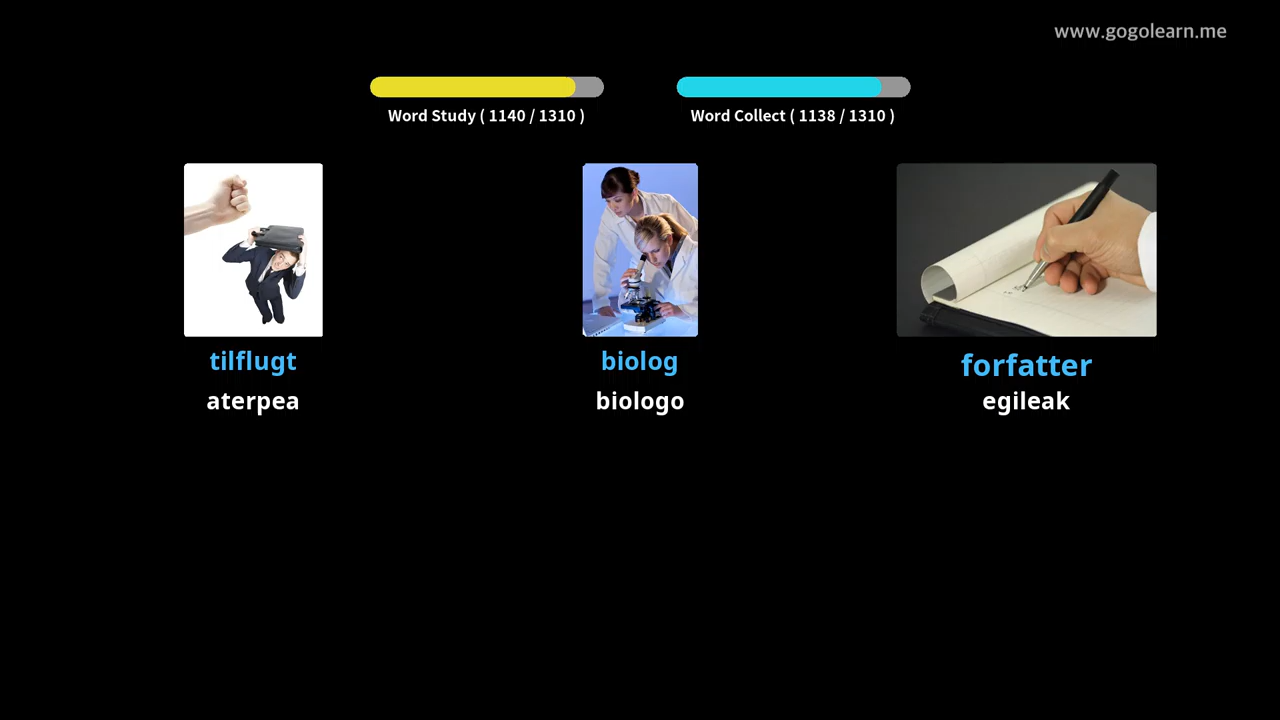 www.gogolearn.me
Word Study ( 1140 / 1310 )
Word Collect ( 1138 / 1310 )
tilflugt
aterpea
biolog
biologo
forfatter
egileak